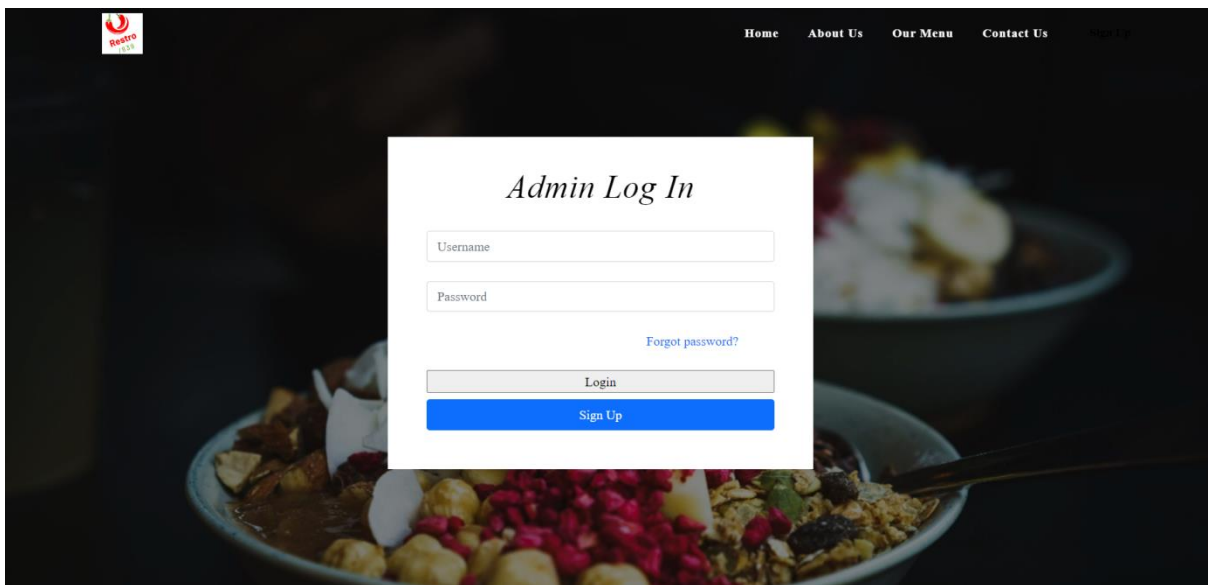 Restro
1839
Home About Us Our Menu Contact Us Sign Up
Admin Log In
Username
Password
Forgot password?
Login
Sign Up